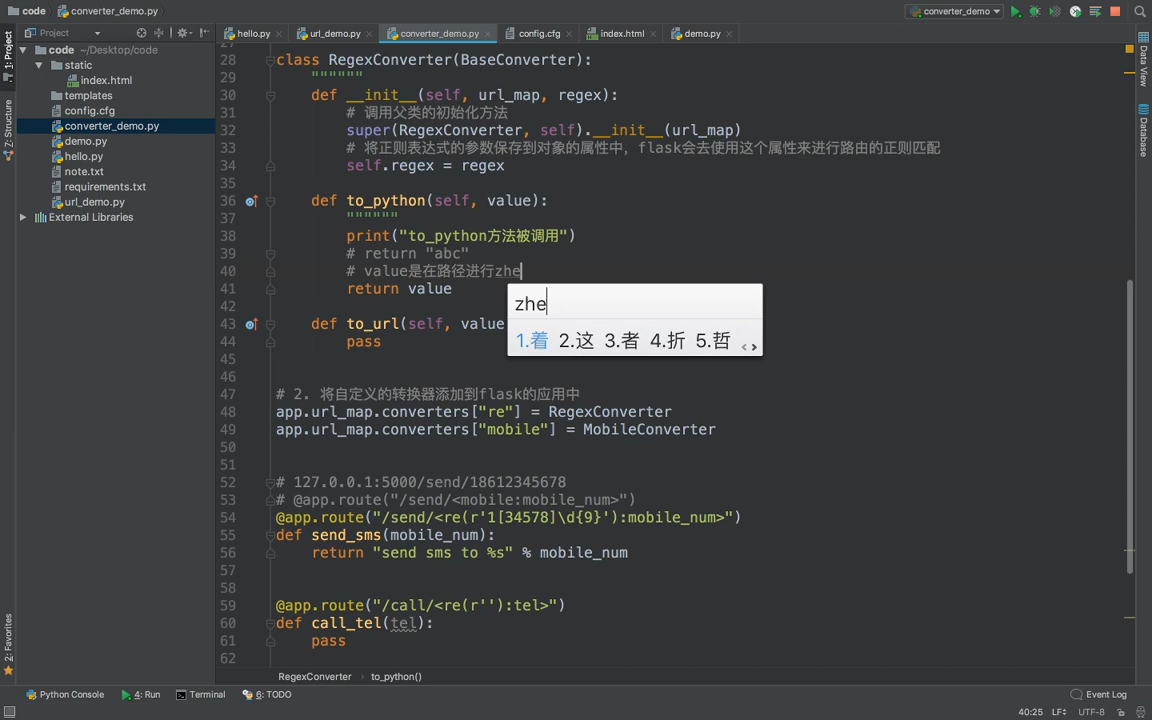 code
converter_demo.py
converter_demo
Project
hello.py
url_demo.py
converter_demo.py
config.cfg
index.html
demo.py
1: Project
Z: Structure
2: Favorites
Data View
Database
code ~/Desktop/code
static
index.html
templates
config.cfg
converter_demo.py
demo.py
hello.py
note.txt
requirements.txt
url_demo.py
External Libraries
27
28 class RegexConverter(BaseConverter):
29 """"""
30 def __init__(self, url_map, regex):
31 # 调用父类的初始化方法
32 super(RegexConverter, self).__init__(url_map)
33 # 将正则表达式的参数保存到对象的属性中，flask会去使用这个属性来进行路由的正则匹配
34 self.regex = regex
35
36 def to_python(self, value):
37 """"""
38 print("to_python方法被调用")
39 # return "abc"
40 # value是在路径进行zhe
41 return value
42
43 def to_url(self, value
44 pass
45
46
47 # 2. 将自定义的转换器添加到flask的应用中
48 app.url_map.converters["re"] = RegexConverter
49 app.url_map.converters["mobile"] = MobileConverter
50
51
52 # 127.0.0.1:5000/send/18612345678
53 # @app.route("/send/<mobile:mobile_num>")
54 @app.route("/send/<re(r'1[34578]\d{9}'):mobile_num>")
55 def send_sms(mobile_num):
56 return "send sms to %s" % mobile_num
57
58
59 @app.route("/call/<re(r''):tel>")
60 def call_tel(tel):
61 pass
62
zhe
1.着 2.这 3.者 4.折 5.哲 < >
RegexConverter › to_python()
Python Console
4: Run
Terminal
6: TODO
Event Log
40:25 LF÷ UTF-8